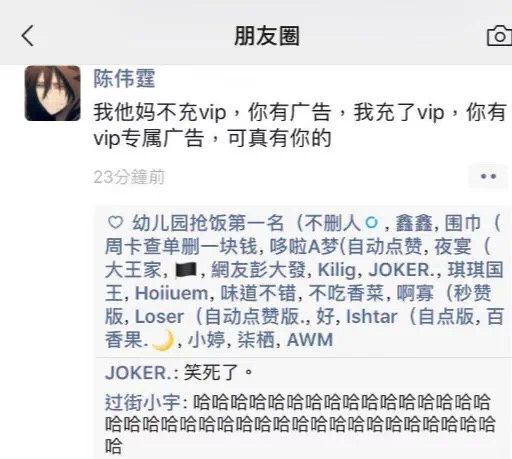 朋友圈
陈伟霆
我他妈不充vip，你有广告，我充了vip，你有
vip专属广告，可真有你的
23分鐘前
幼儿园抢饭第一名（不删人, 鑫鑫, 围巾（
周卡查单删一块钱, 哆啦A梦(自动点赞, 夜宴（
大王家, 🏴, 網友彭大發, Kilig, JOKER., 琪琪国
王, Hoiiuem, 味道不错, 不吃香菜, 啊寡（秒赞
版, Loser（自动点赞版., 好, Ishtar（自点版, 百
香果.🌙, 小婷, 柒栖, AWM
JOKER.: 笑死了。
过街小宇: 哈哈哈哈哈哈哈哈哈哈哈哈哈哈哈哈
哈哈哈哈哈哈哈哈哈哈哈哈哈哈哈哈哈哈哈哈哈
哈